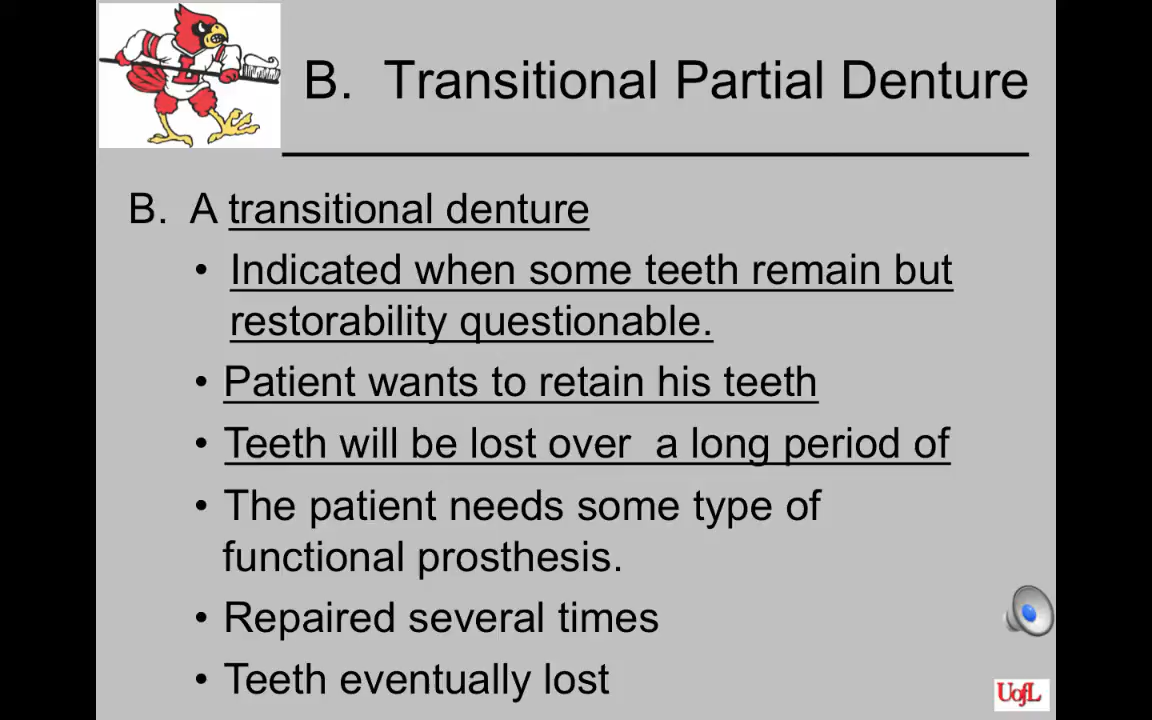 B. Transitional Partial Denture
B. A transitional denture
• Indicated when some teeth remain but
restorability questionable.
• Patient wants to retain his teeth
• Teeth will be lost over a long period of
• The patient needs some type of
functional prosthesis.
• Repaired several times
• Teeth eventually lost
L
UofL